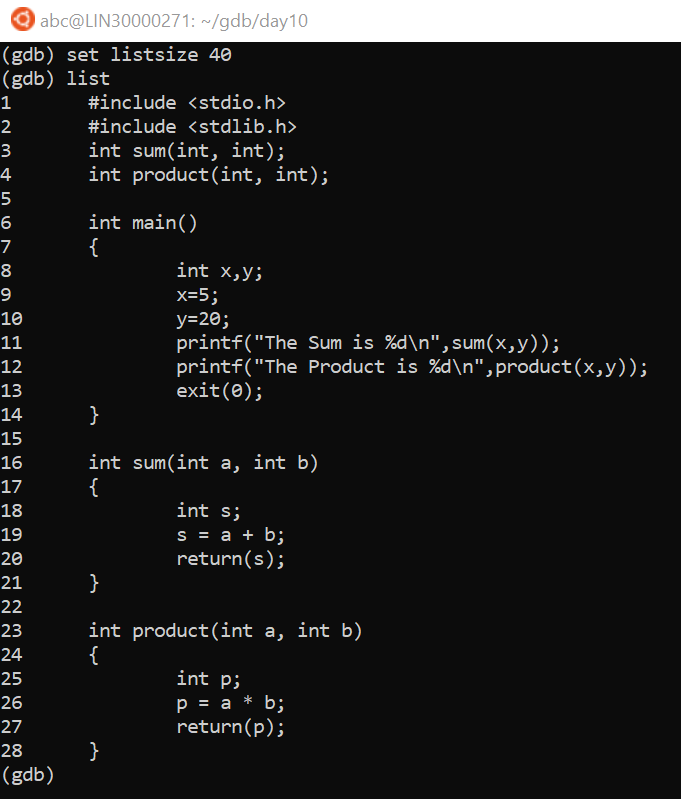 abc@LIN30000271: ~/gdb/day10
(gdb) set listsize 40
(gdb) list
1       #include <stdio.h>
2       #include <stdlib.h>
3       int sum(int, int);
4       int product(int, int);
5
6       int main()
7       {
8               int x,y;
9               x=5;
10              y=20;
11              printf("The Sum is %d\n",sum(x,y));
12              printf("The Product is %d\n",product(x,y));
13              exit(0);
14      }
15
16      int sum(int a, int b)
17      {
18              int s;
19              s = a + b;
20              return(s);
21      }
22
23      int product(int a, int b)
24      {
25              int p;
26              p = a * b;
27              return(p);
28      }
(gdb)